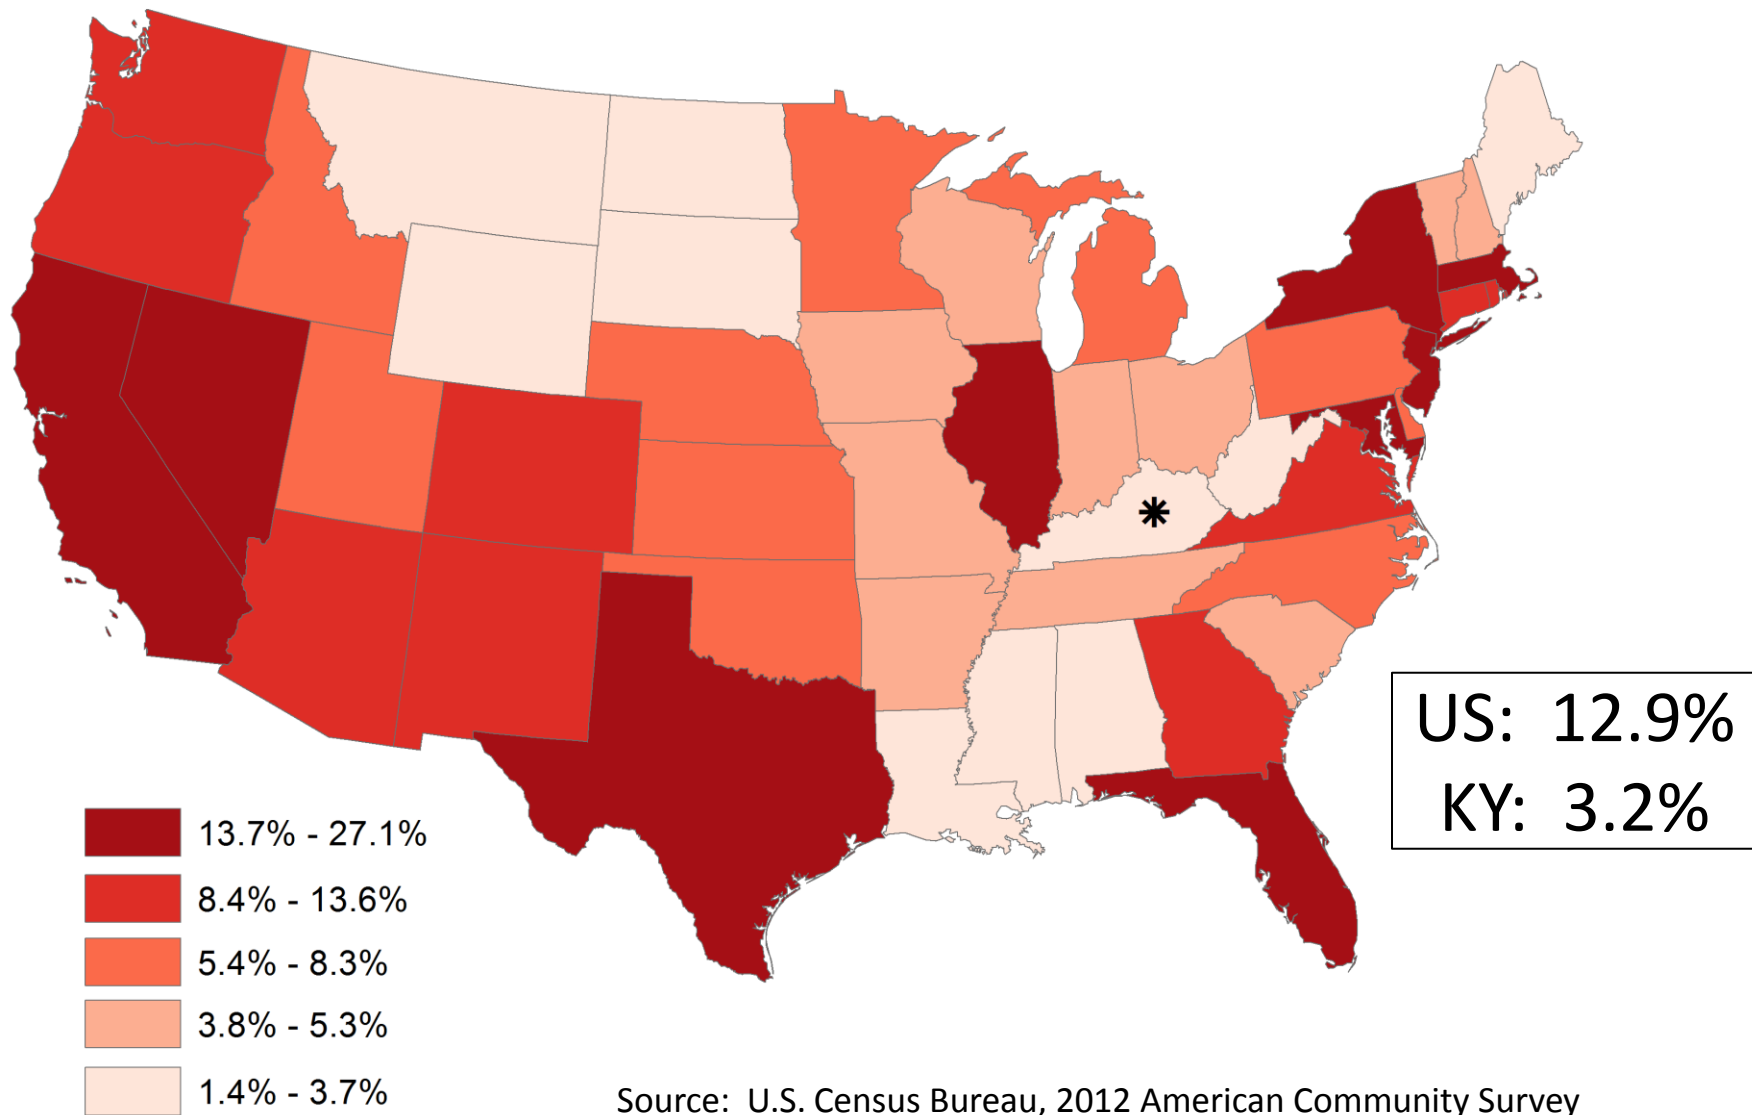 US: 12.9%
KY: 3.2%
13.7% - 27.1%
8.4% - 13.6%
5.4% - 8.3%
3.8% - 5.3%
1.4% - 3.7%
Source: U.S. Census Bureau, 2012 American Community Survey